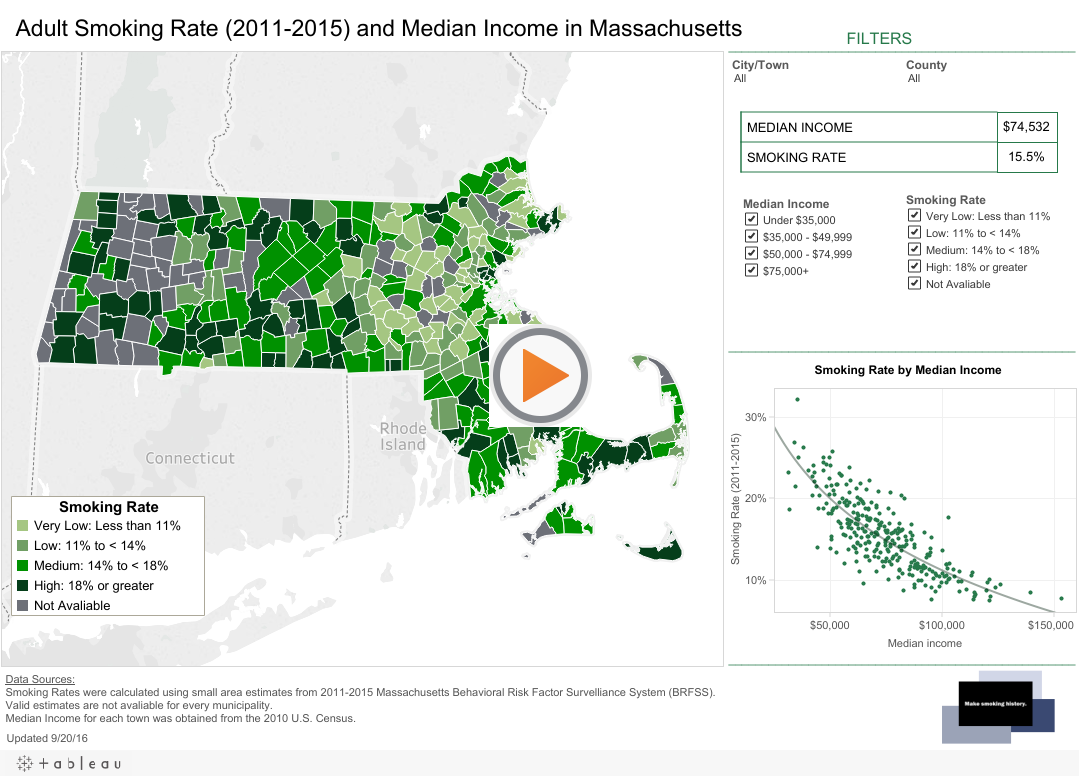 Adult Smoking Rate (2011-2015) and Median Income in Massachusetts
FILTERS
City/Town
All
County
All
MEDIAN INCOME $74,532
SMOKING RATE 15.5%
Median Income
Under $35,000
$35,000 - $49,999
$50,000 - $74,999
$75,000+
Smoking Rate
Very Low: Less than 11%
Low: 11% to < 14%
Medium: 14% to < 18%
High: 18% or greater
Not Avaliable
Rhode
Island
Connecticut
Smoking Rate
Very Low: Less than 11%
Low: 11% to < 14%
Medium: 14% to < 18%
High: 18% or greater
Not Avaliable
Smoking Rate by Median Income
Smoking Rate (2011-2015)
30%
20%
10%
$50,000 $100,000 $150,000
Median income
Data Sources:
Smoking Rates were calculated using small area estimates from 2011-2015 Massachusetts Behavioral Risk Factor Survelliance System (BRFSS).
Valid estimates are not avaliable for every municipality.
Median Income for each town was obtained from the 2010 U.S. Census.
Updated 9/20/16
Make smoking history.
+ a b l e a u